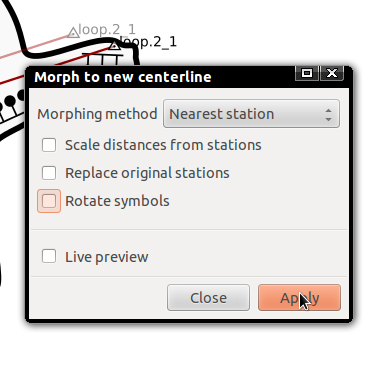 loop.2_1
loop.2_1
Morph to new centerline
Morphing method Nearest station
Scale distances from stations
Replace original stations
Rotate symbols
Live preview
Close Apply